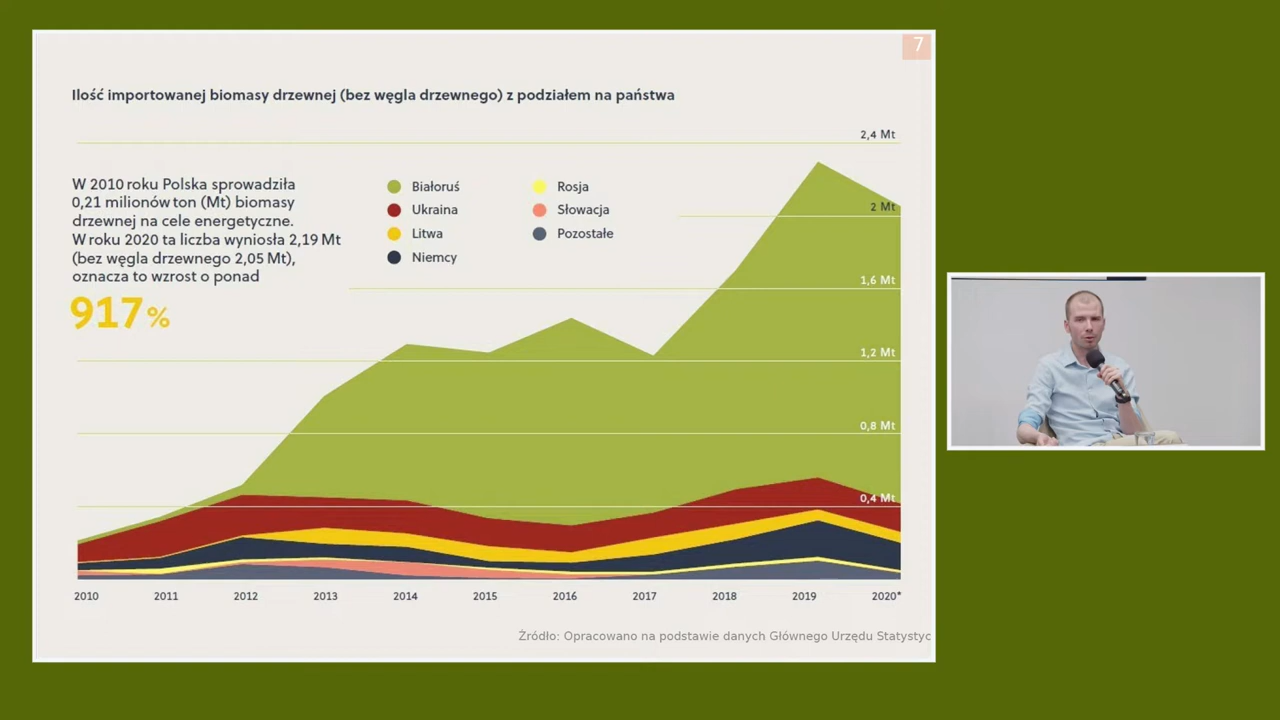 7
Ilość importowanej biomasy drzewnej (bez węgla drzewnego) z podziałem na państwa
2,4 Mt
W 2010 roku Polska sprowadziła
0,21 milionów ton (Mt) biomasy
drzewnej na cele energetyczne.
W roku 2020 ta liczba wyniosła 2,19 Mt
(bez węgla drzewnego 2,05 Mt),
oznacza to wzrost o ponad
917%
Białoruś
Ukraina
Litwa
Niemcy
Rosja
Słowacja
Pozostałe
2 Mt
1,6 Mt
1,2 Mt
0,8 Mt
0,4 Mt
2010 2011 2012 2013 2014 2015 2016 2017 2018 2019 2020*
Źródło: Opracowano na podstawie danych Głównego Urzędu Statystyc